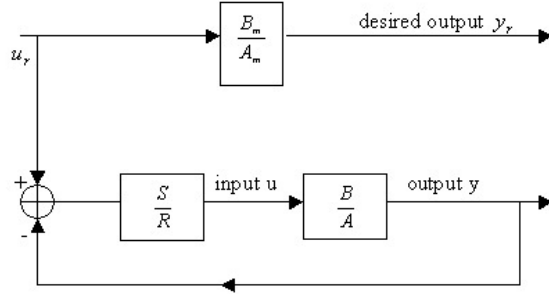 B_m
A_m
desired output y_r
u_r
+
S
R
input u
B
A
output y
-